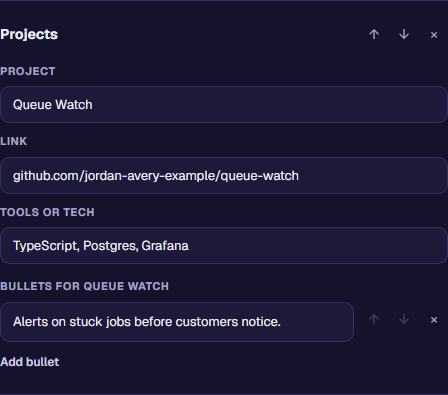 Projects
PROJECT
Queue Watch
LINK
github.com/jordan-avery-example/queue-watch
TOOLS OR TECH
TypeScript, Postgres, Grafana
BULLETS FOR QUEUE WATCH
Alerts on stuck jobs before customers notice.
Add bullet